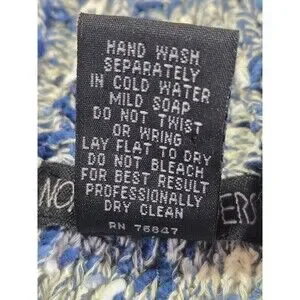 HAND WASH
SEPARATELY
IN COLD WATER
MILD SOAP
DO NOT TWIST
OR WRING
LAY FLAT TO DRY
DO NOT BLEACH
FOR BEST RESULT
PROFESSIONALLY
DRY CLEAN
RN 76847